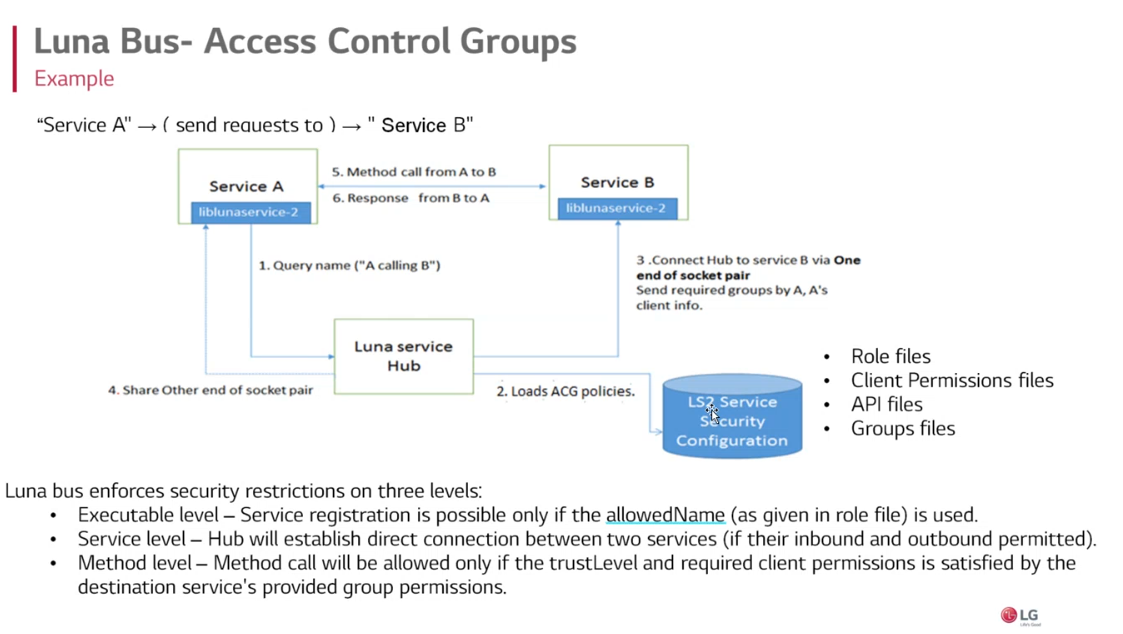 Luna Bus- Access Control Groups
Example
“Service A" → ( send requests to ) → " Service B"
Service A
liblunaservice-2
5. Method call from A to B
6. Response from B to A
Service B
liblunaservice-2
1. Query name ("A calling B")
3 .Connect Hub to service B via One
end of socket pair
Send required groups by A, A's
client info.
Luna service
Hub
4. Share Other end of socket pair
2. Loads ACG policies.
LS2 Service
Security
Configuration
• Role files
• Client Permissions files
• API files
• Groups files
Luna bus enforces security restrictions on three levels:
• Executable level – Service registration is possible only if the allowedName (as given in role file) is used.
• Service level – Hub will establish direct connection between two services (if their inbound and outbound permitted).
• Method level – Method call will be allowed only if the trustLevel and required client permissions is satisfied by the
destination service's provided group permissions.
LG
Life's Good